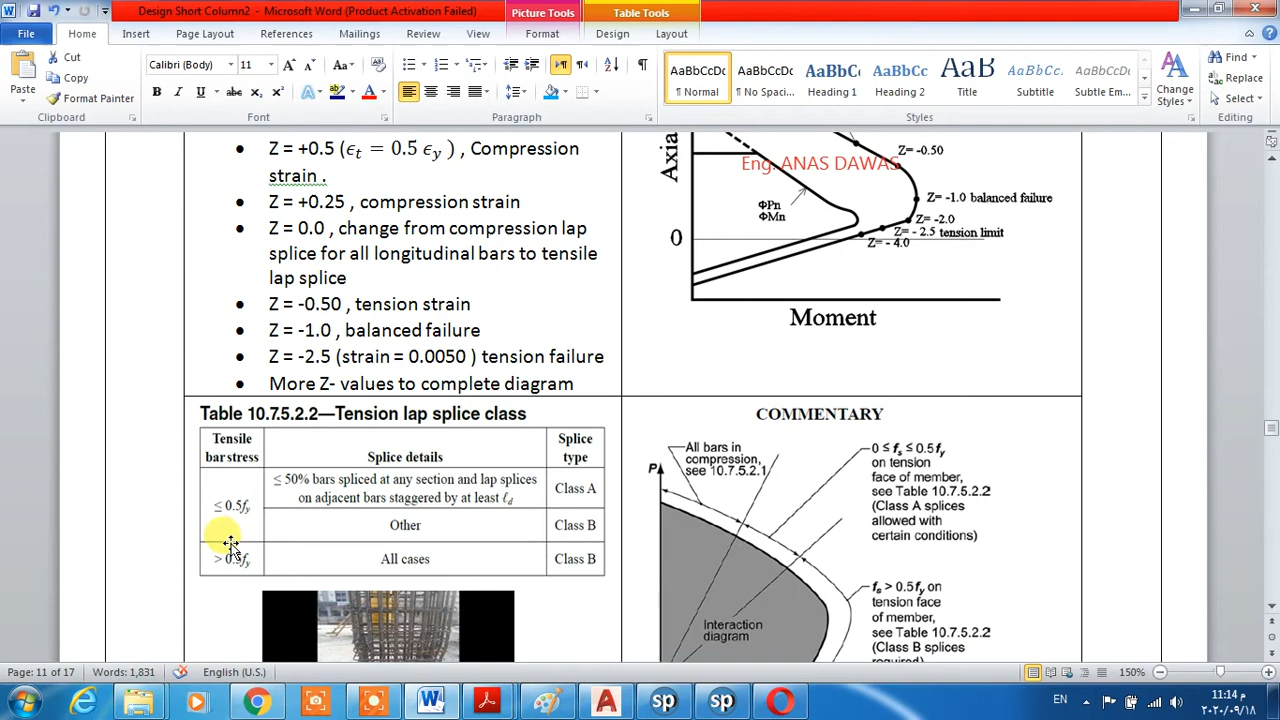 Design Short Column2 - Microsoft Word (Product Activation Failed)
Picture Tools
Table Tools
File
Home
Insert
Page Layout
References
Mailings
Review
View
Format
Design
Layout
Paste
Cut
Copy
Format Painter
Clipboard
Calibri (Body)
11
Font
Paragraph
AaBbCcDc
¶ Normal
AaBbCcDc
¶ No Spaci...
AaBbCc
Heading 1
AaBbCc
Heading 2
AaB
Title
AaBbCc.
Subtitle
AaBbCcDc
Subtle Em...
Change
Styles
Styles
Find
Replace
Select
Editing
• Z = +0.5 (ϵt = 0.5 ϵy ) , Compression
strain .
• Z = +0.25 , compression strain
• Z = 0.0 , change from compression lap
splice for all longitudinal bars to tensile
lap splice
• Z = -0.50 , tension strain
• Z = -1.0 , balanced failure
• Z = -2.5 (strain = 0.0050 ) tension failure
• More Z- values to complete diagram
Axia
Eng. ANAS DAWAS
Z= -0.50
Z= -1.0 balanced failure
Z= -2.0
Z= - 2.5 tension limit
Z= - 4.0
ΦPn
ΦMn
0
Moment
Table 10.7.5.2.2—Tension lap splice class
Tensile
bar stress
Splice details
Splice
type
≤ 0.5fy
≤ 50% bars spliced at any section and lap splices
on adjacent bars staggered by at least ℓd
Class A
Other
Class B
> 0.5fy
All cases
Class B
COMMENTARY
P
All bars in
compression,
see 10.7.5.2.1
0 ≤ fs ≤ 0.5fy
on tension
face of member,
see Table 10.7.5.2.2
(Class A splices
allowed with
certain conditions)
fs > 0.5fy on
tension face
of member,
see Table 10.7.5.2.2
(Class B splices
required)
Interaction
diagram
Page: 11 of 17
Words: 1,831
English (U.S.)
150%
EN
11:14 م
٢٠٢٠/٠٩/١٨